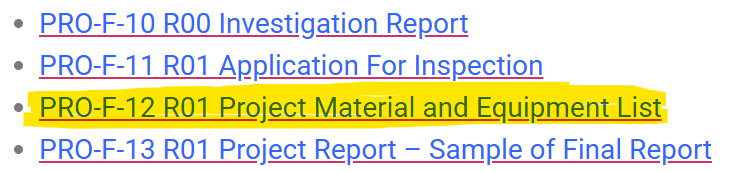 PRO-F-10 R00 Investigation Report
PRO-F-11 R01 Application For Inspection
PRO-F-12 R01 Project Material and Equipment List
PRO-F-13 R01 Project Report – Sample of Final Report